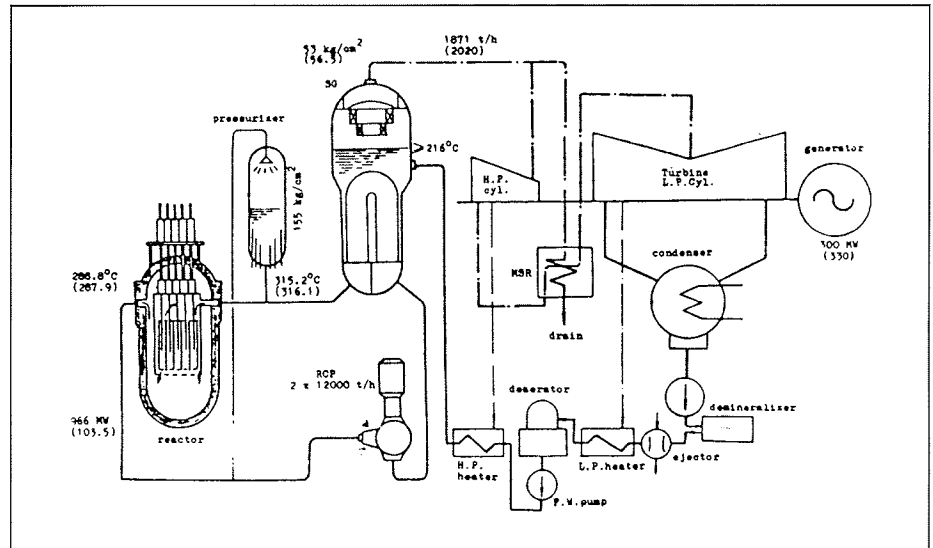 53 kg/cm²
(56.5)
SG
1871 t/h
(2020)
pressurizer
155 kg/cm²
≥216°C
H.P.
cyl.
Turbine
L.P.Cyl.
generator
300 MW
(330)
286.8°C
(287.9)
315.2°C
(316.1)
MSR
condenser
drain
RCP
2 x 12000 t/h
966 MW
(103.5)
reactor
deaerator
demineralizer
H.P.
heater
L.P.heater
ejector
F.W.pump